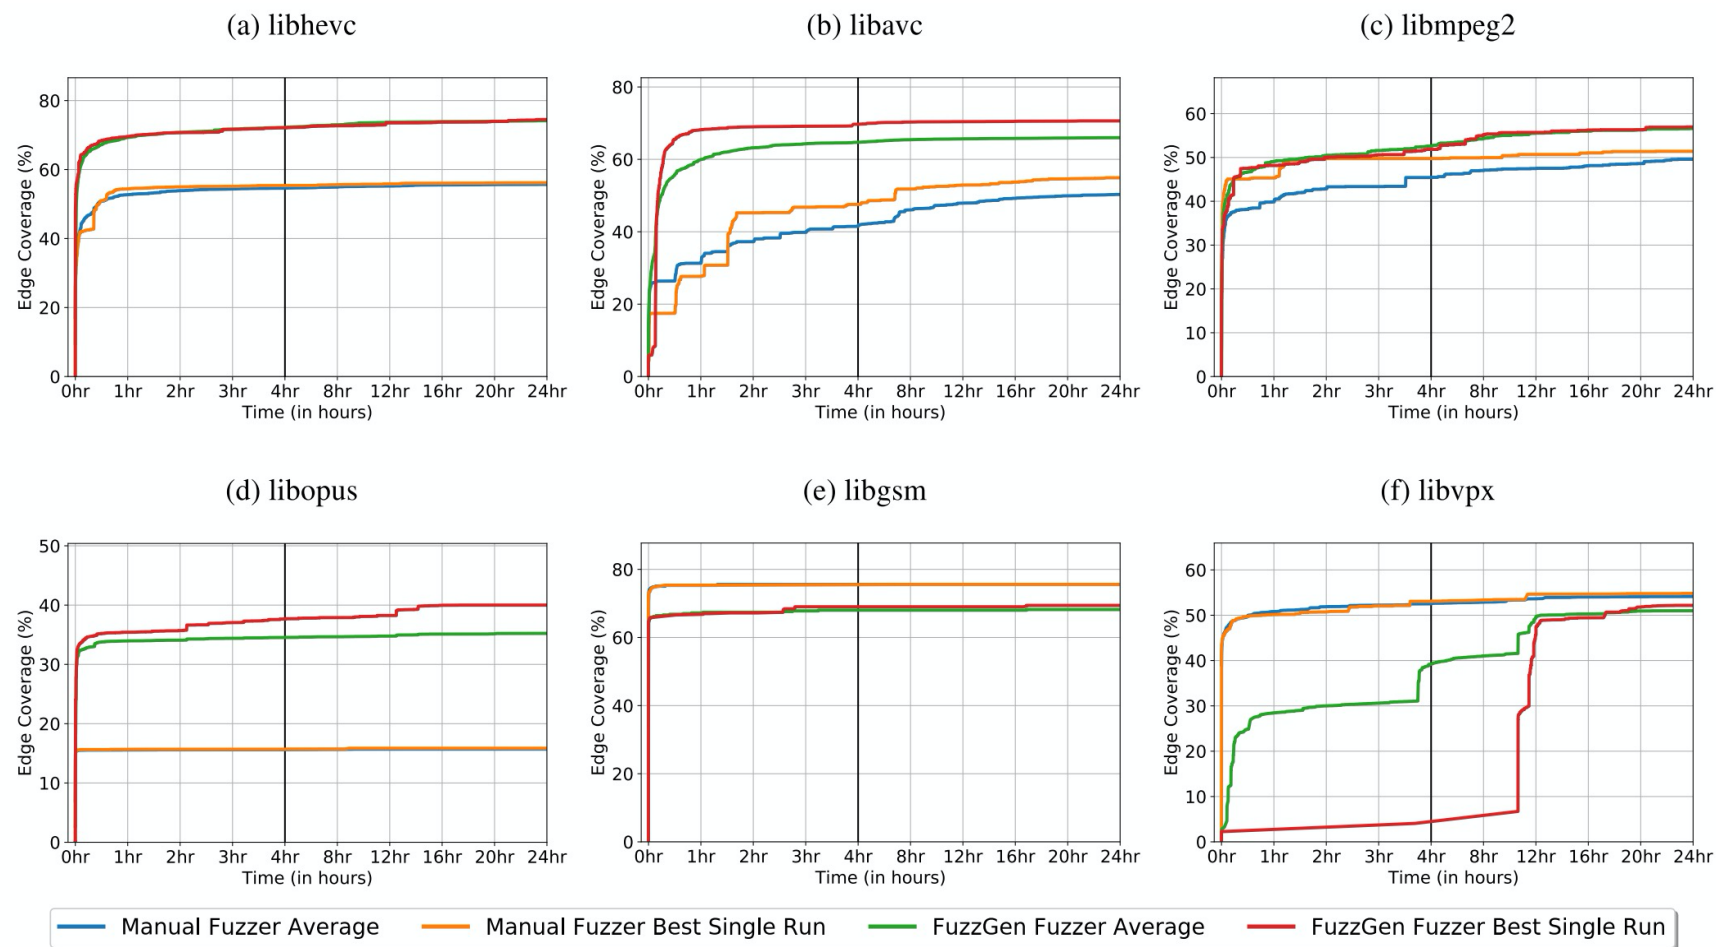 (a) libhevc
(b) libavc
(c) libmpeg2
80
60
40
20
0
Edge Coverage (%)
0hr 1hr 2hr 3hr 4hr 8hr 12hr 16hr 20hr 24hr
Time (in hours)
80
60
40
20
0
Edge Coverage (%)
0hr 1hr 2hr 3hr 4hr 8hr 12hr 16hr 20hr 24hr
Time (in hours)
60
50
40
30
20
10
0
Edge Coverage (%)
0hr 1hr 2hr 3hr 4hr 8hr 12hr 16hr 20hr 24hr
Time (in hours)
(d) libopus
(e) libgsm
(f) libvpx
50
40
30
20
10
0
Edge Coverage (%)
0hr 1hr 2hr 3hr 4hr 8hr 12hr 16hr 20hr 24hr
Time (in hours)
80
60
40
20
0
Edge Coverage (%)
0hr 1hr 2hr 3hr 4hr 8hr 12hr 16hr 20hr 24hr
Time (in hours)
60
50
40
30
20
10
0
Edge Coverage (%)
0hr 1hr 2hr 3hr 4hr 8hr 12hr 16hr 20hr 24hr
Time (in hours)
Manual Fuzzer Average
Manual Fuzzer Best Single Run
FuzzGen Fuzzer Average
FuzzGen Fuzzer Best Single Run